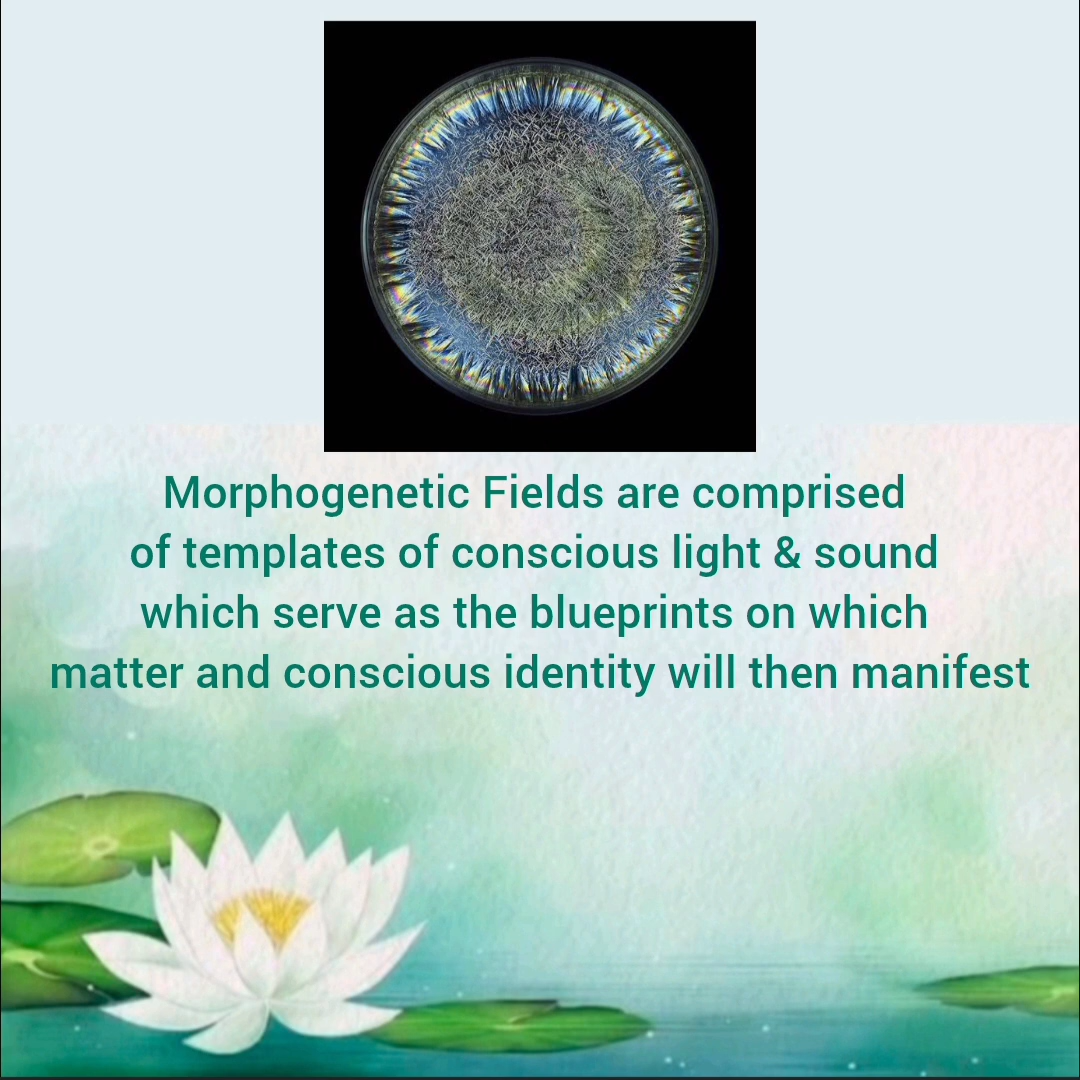 Morphogenetic Fields are comprised
of templates of conscious light & sound
which serve as the blueprints on which
matter and conscious identity will then manifest